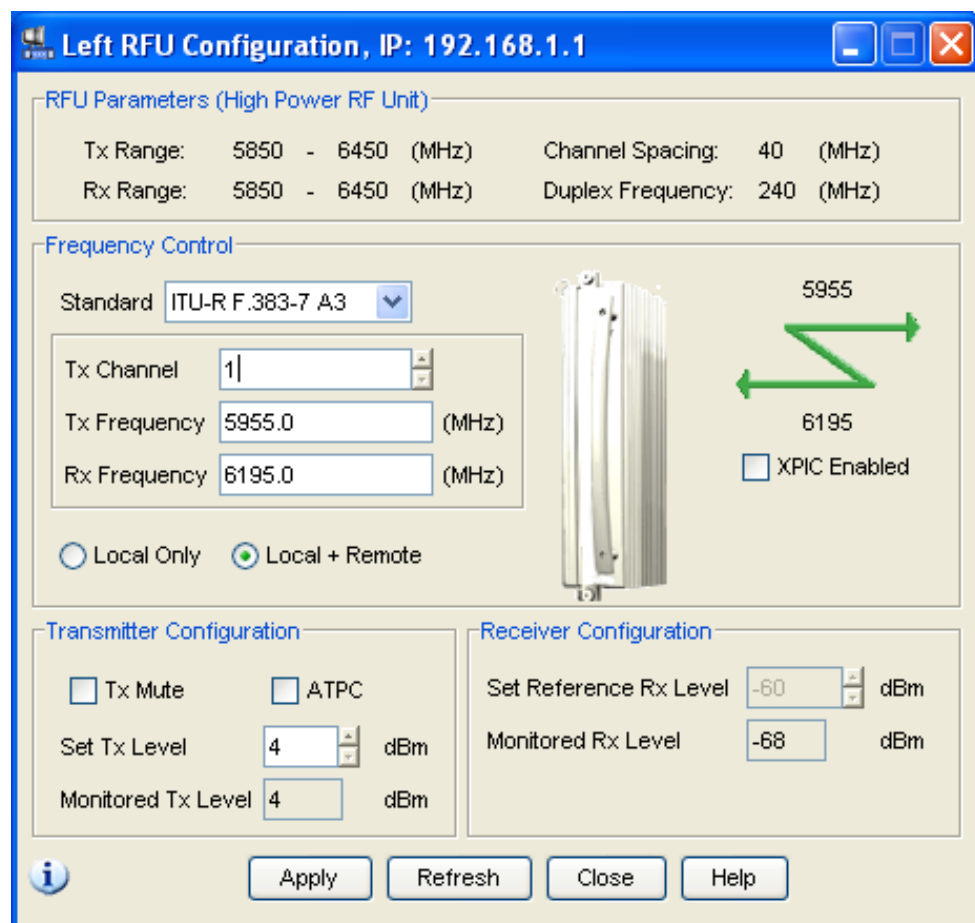 Left RFU Configuration, IP: 192.168.1.1
RFU Parameters (High Power RF Unit)
Tx Range: 5850 - 6450 (MHz) Channel Spacing: 40 (MHz)
Rx Range: 5850 - 6450 (MHz) Duplex Frequency: 240 (MHz)
Frequency Control
Standard ITU-R F.383-7 A3
Tx Channel 1
Tx Frequency 5955.0 (MHz)
Rx Frequency 6195.0 (MHz)
Local Only Local + Remote
5955
6195
XPIC Enabled
Transmitter Configuration
Tx Mute ATPC
Set Tx Level 4 dBm
Monitored Tx Level 4 dBm
Receiver Configuration
Set Reference Rx Level -60 dBm
Monitored Rx Level -68 dBm
Apply Refresh Close Help